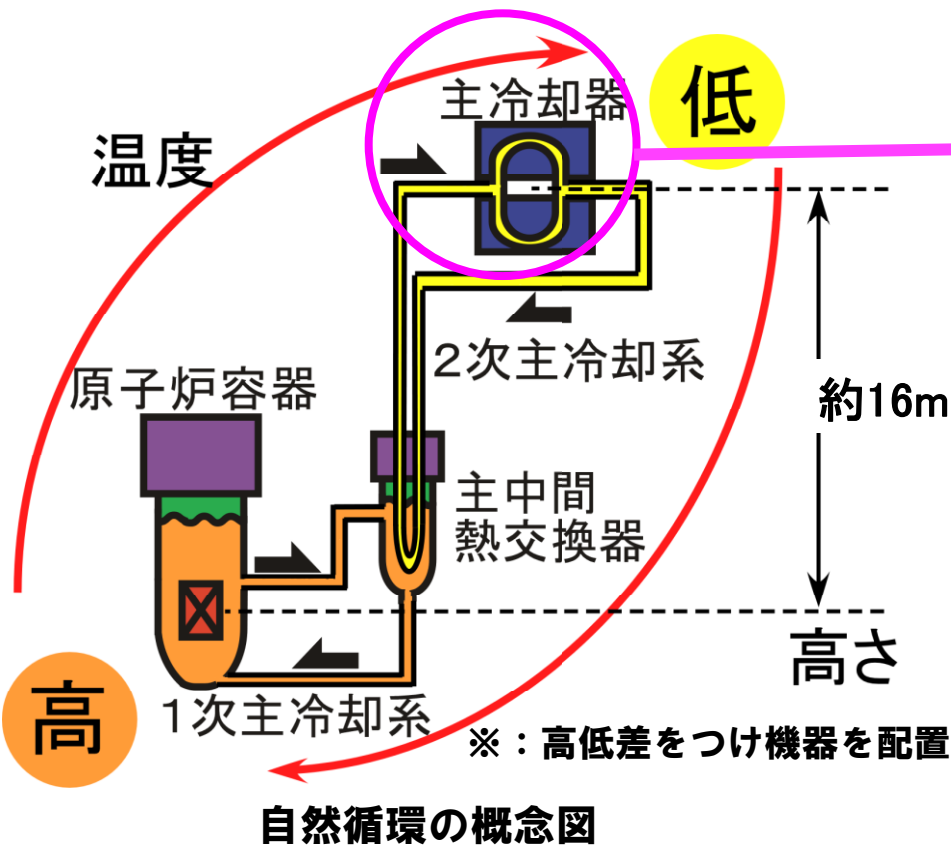 主冷却器
低
温度
2次主冷却系
原子炉容器
約16m
主中間
熱交換器
高さ
高
1次主冷却系
※：高低差をつけ機器を配置
自然循環の概念図